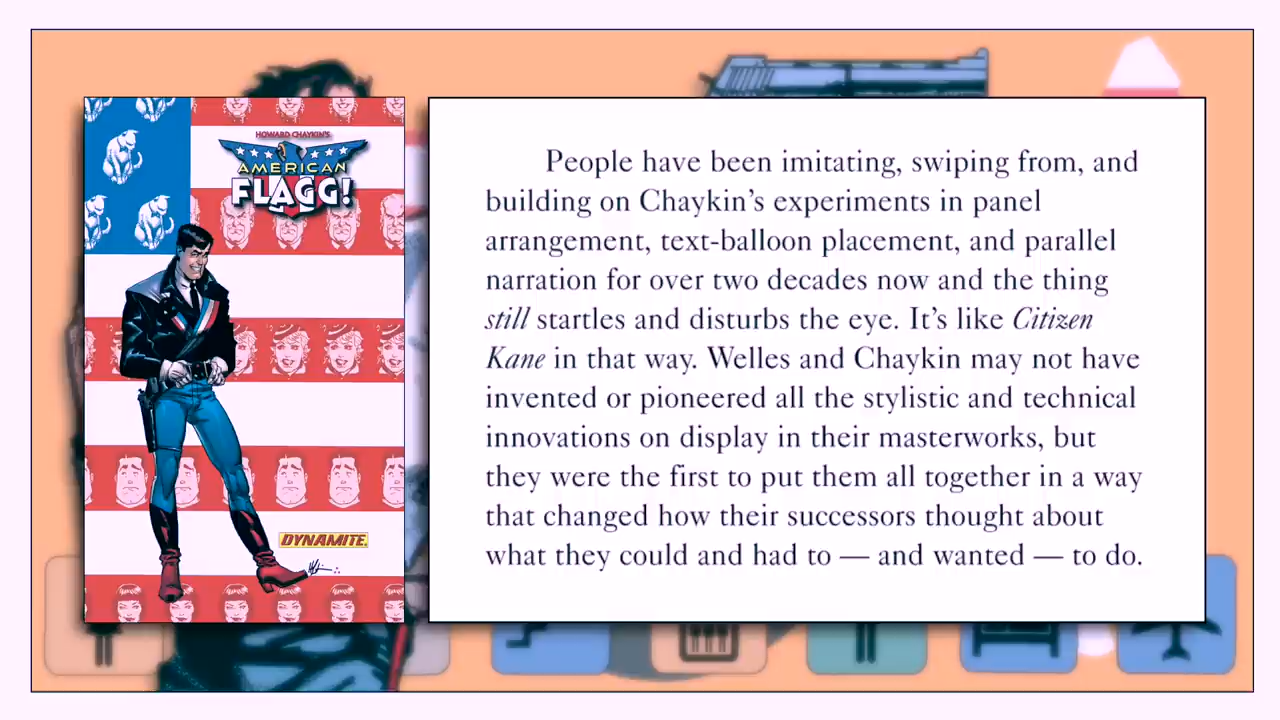 HOWARD CHAYKIN'S
AMERICAN
FLAGG!
DYNAMITE.
People have been imitating, swiping from, and
building on Chaykin's experiments in panel
arrangement, text-balloon placement, and parallel
narration for over two decades now and the thing
still startles and disturbs the eye. It's like Citizen
Kane in that way. Welles and Chaykin may not have
invented or pioneered all the stylistic and technical
innovations on display in their masterworks, but
they were the first to put them all together in a way
that changed how their successors thought about
what they could and had to — and wanted — to do.